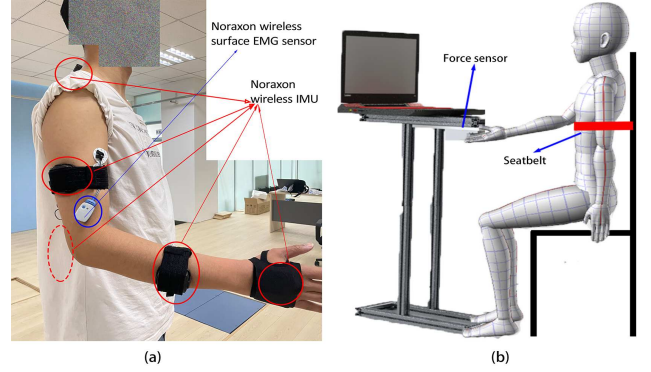 Noraxon wireless
surface EMG sensor
Noraxon
wireless IMU
Force sensor
Seatbelt
(a)
(b)